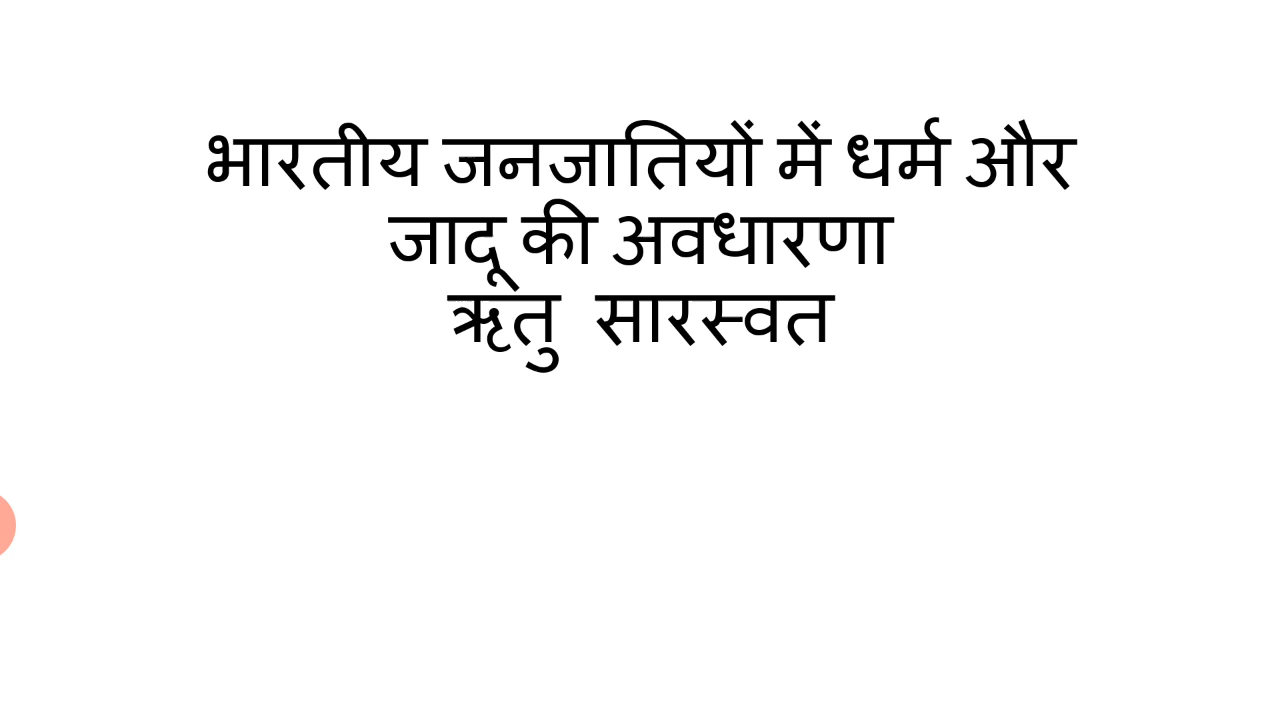 भारतीय जनजातियों में धर्म और
जादू की अवधारणा
ऋतु सारस्वत